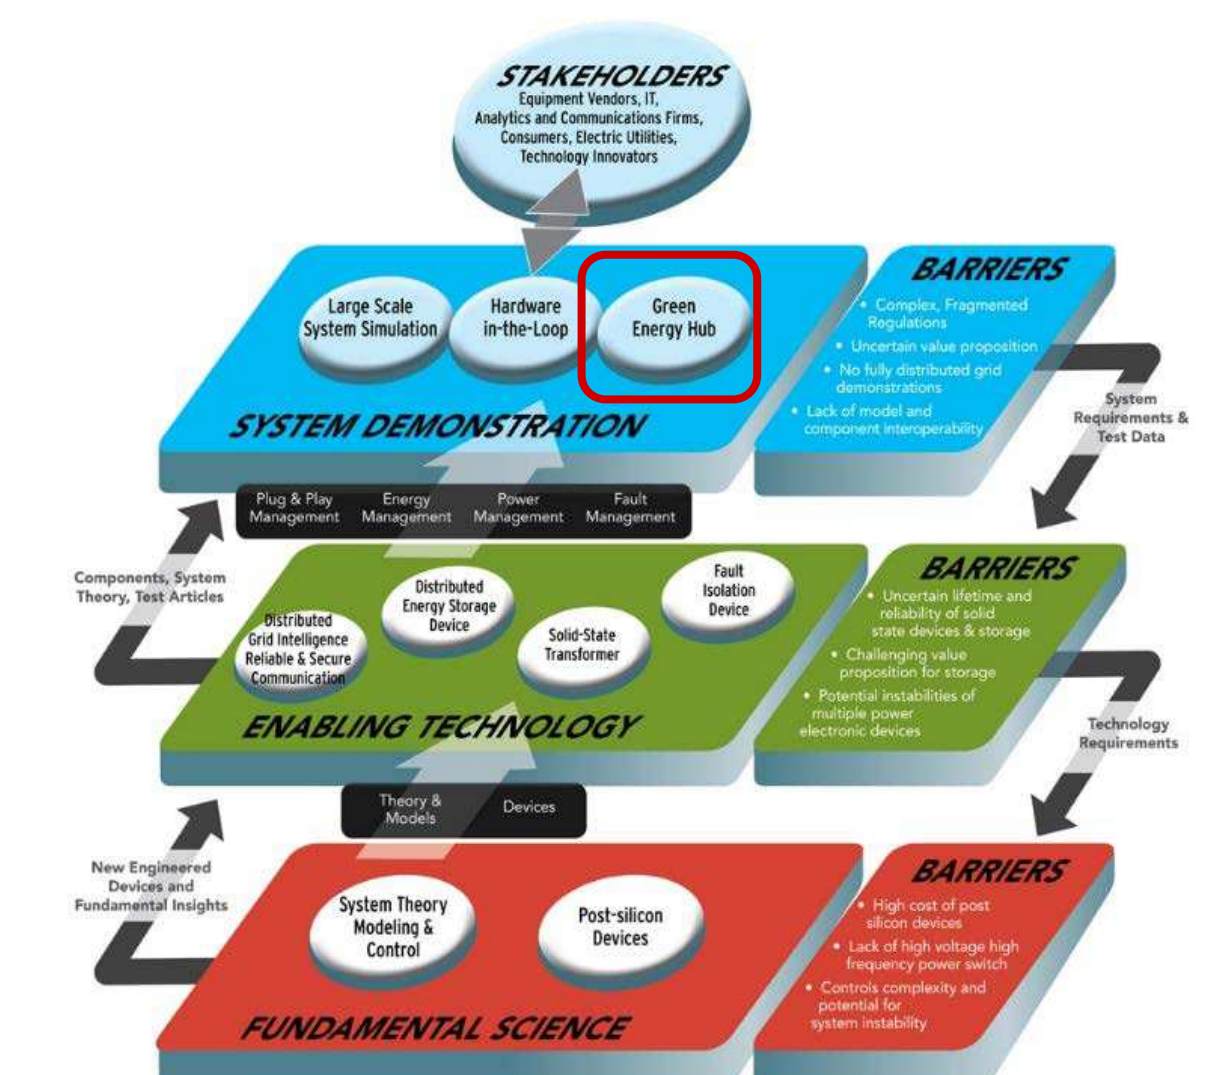 STAKEHOLDERS
Equipment Vendors, IT,
Analytics and Communications Firms,
Consumers, Electric Utilities,
Technology Innovators
Large Scale
System Simulation
Hardware
in-the-Loop
Green
Energy Hub
SYSTEM DEMONSTRATION
BARRIERS
• Complex, Fragmented
Regulations
• Uncertain value proposition
• No fully distributed grid
demonstrations
• Lack of model and
component interoperability
System
Requirements &
Test Data
Plug & Play
Management
Energy
Management
Power
Management
Fault
Management
Components, System
Theory, Test Articles
Distributed
Grid Intelligence
Reliable & Secure
Communication
Distributed
Energy Storage
Device
Solid-State
Transformer
Fault
Isolation
Device
ENABLING TECHNOLOGY
BARRIERS
• Uncertain lifetime and
reliability of solid
state devices & storage
• Challenging value
proposition for storage
• Potential instabilities of
multiple power
electronic devices
Technology
Requirements
Theory &
Models
Devices
New Engineered
Devices and
Fundamental Insights
System Theory
Modeling &
Control
Post-silicon
Devices
FUNDAMENTAL SCIENCE
BARRIERS
• High cost of post
silicon devices
• Lack of high voltage high
frequency power switch
• Controls complexity and
potential for
system instability